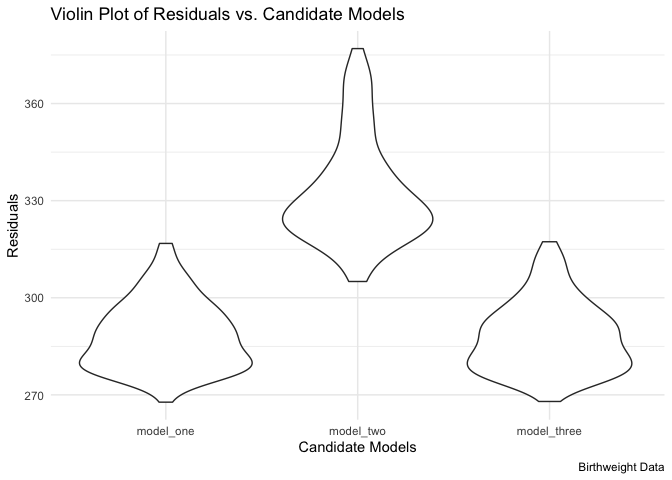 Violin Plot of Residuals vs. Candidate Models
360
330
300
270
Residuals
model_one model_two model_three
Candidate Models
Birthweight Data